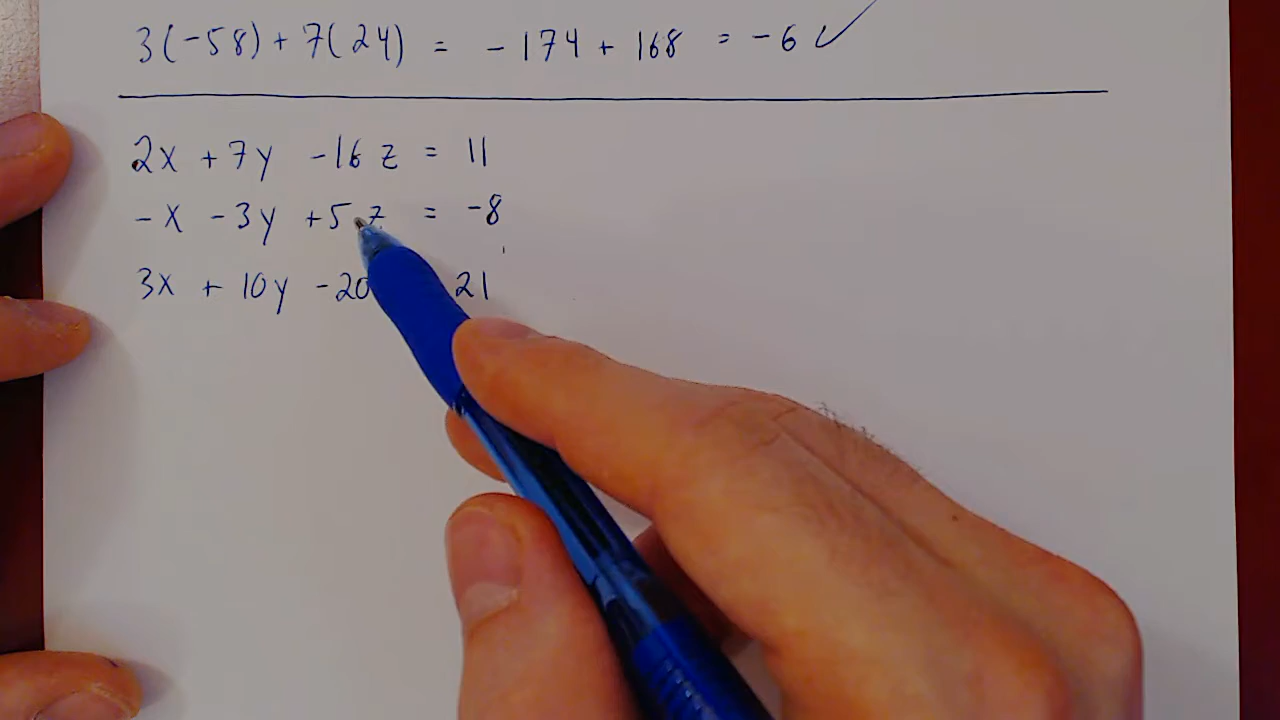 3(-58) + 7(24) = -174 + 168 = -6 ✓
2x + 7y -16z = 11
-x -3y +5z = -8
3x + 10y -20 21